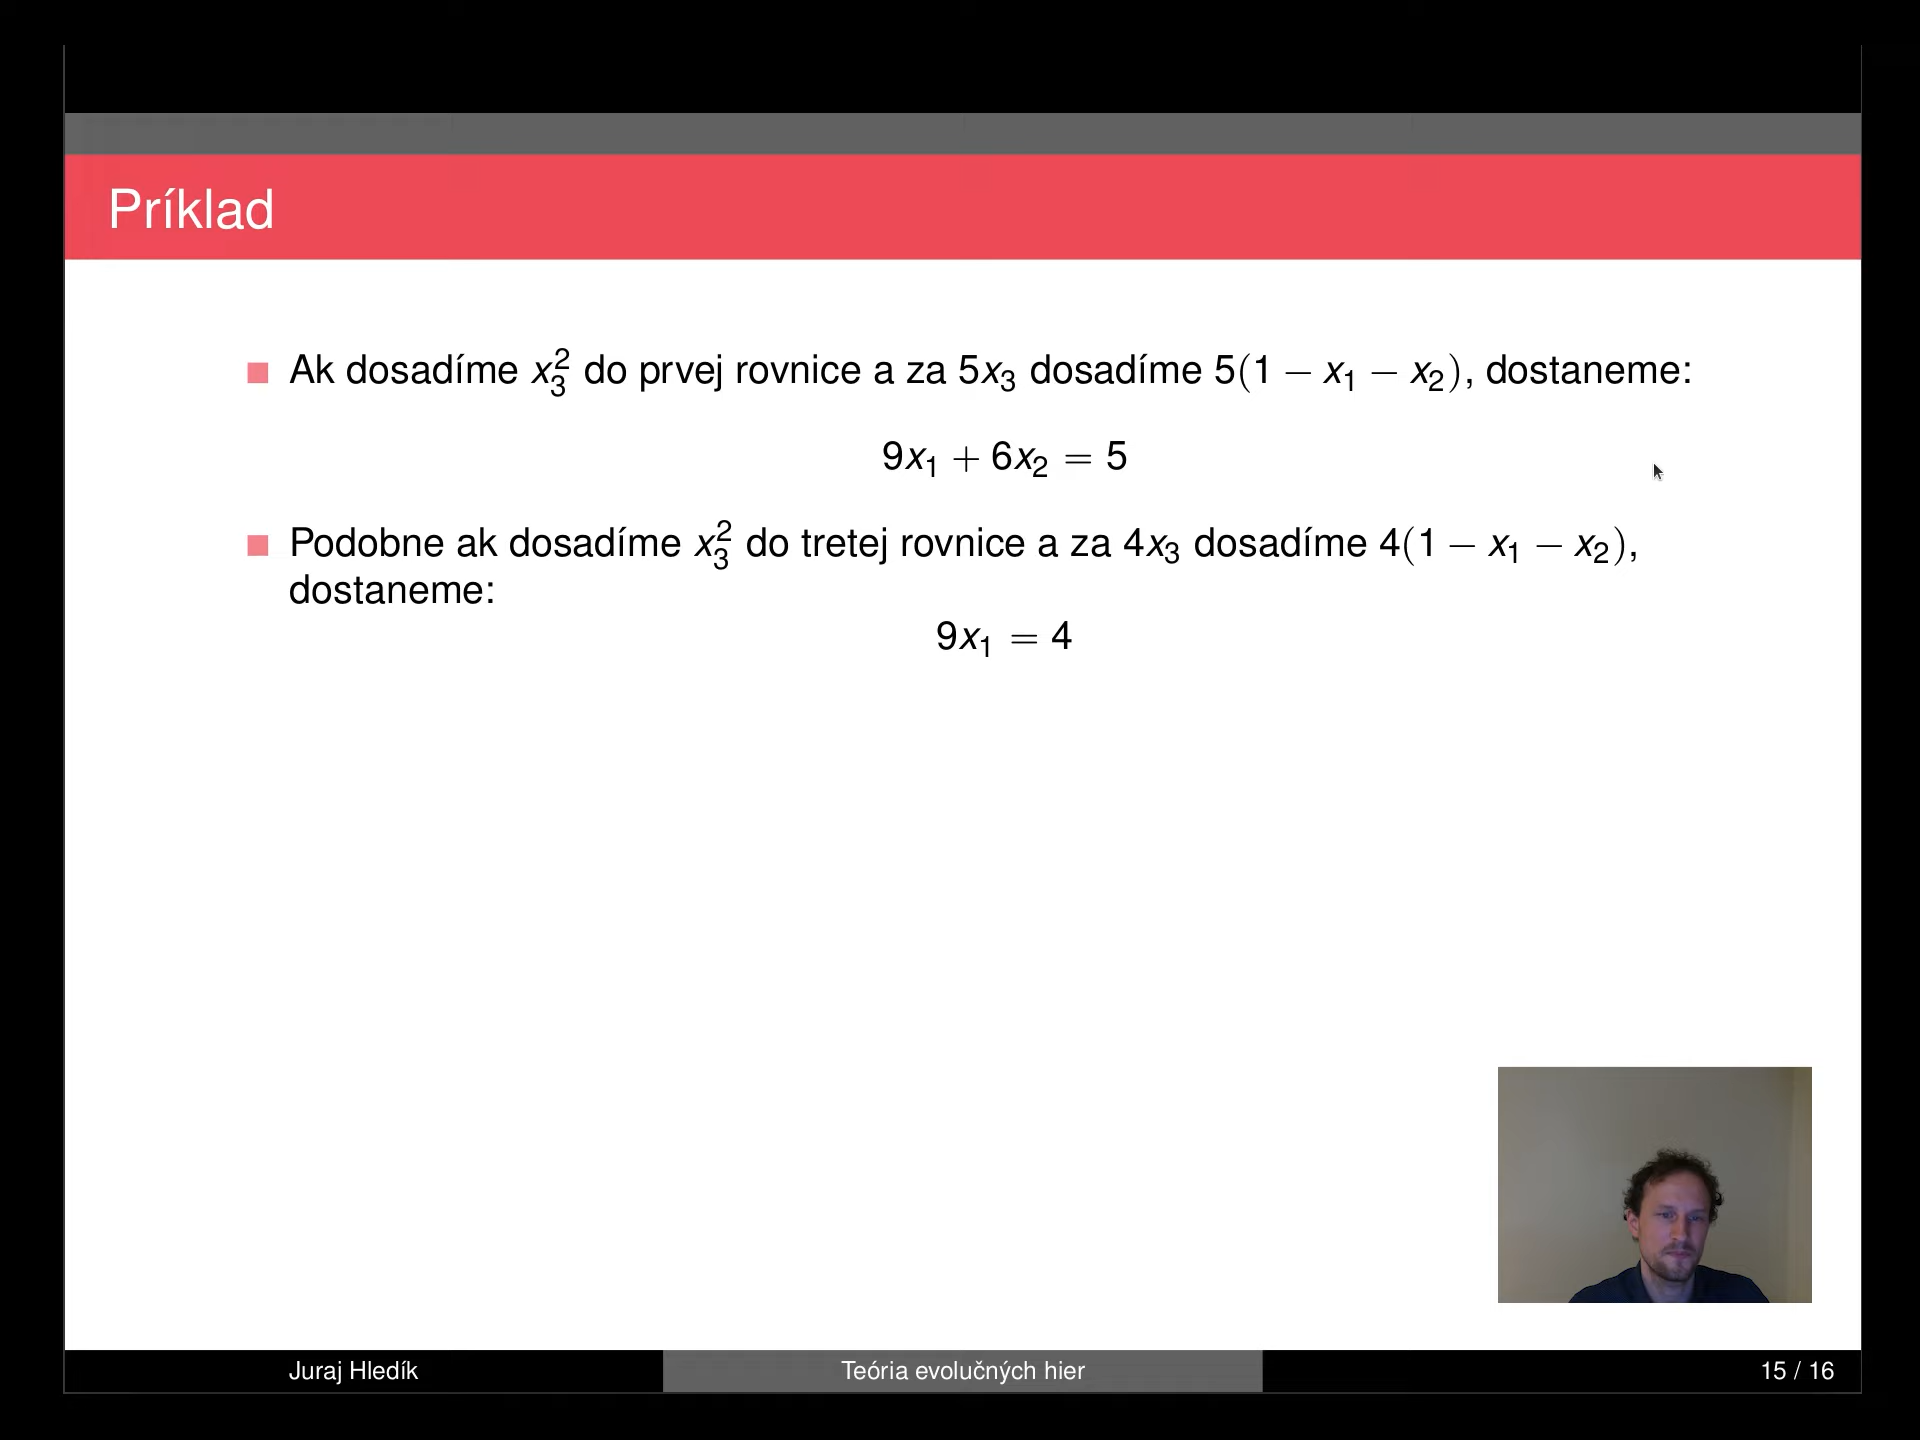 Príklad
Ak dosadíme x₃² do prvej rovnice a za 5x₃ dosadíme 5(1 − x₁ − x₂), dostaneme:
9x₁ + 6x₂ = 5
Podobne ak dosadíme x₃² do tretej rovnice a za 4x₃ dosadíme 4(1 − x₁ − x₂),
dostaneme:
9x₁ = 4
Juraj Hledík
Teória evolučných hier
15 / 16